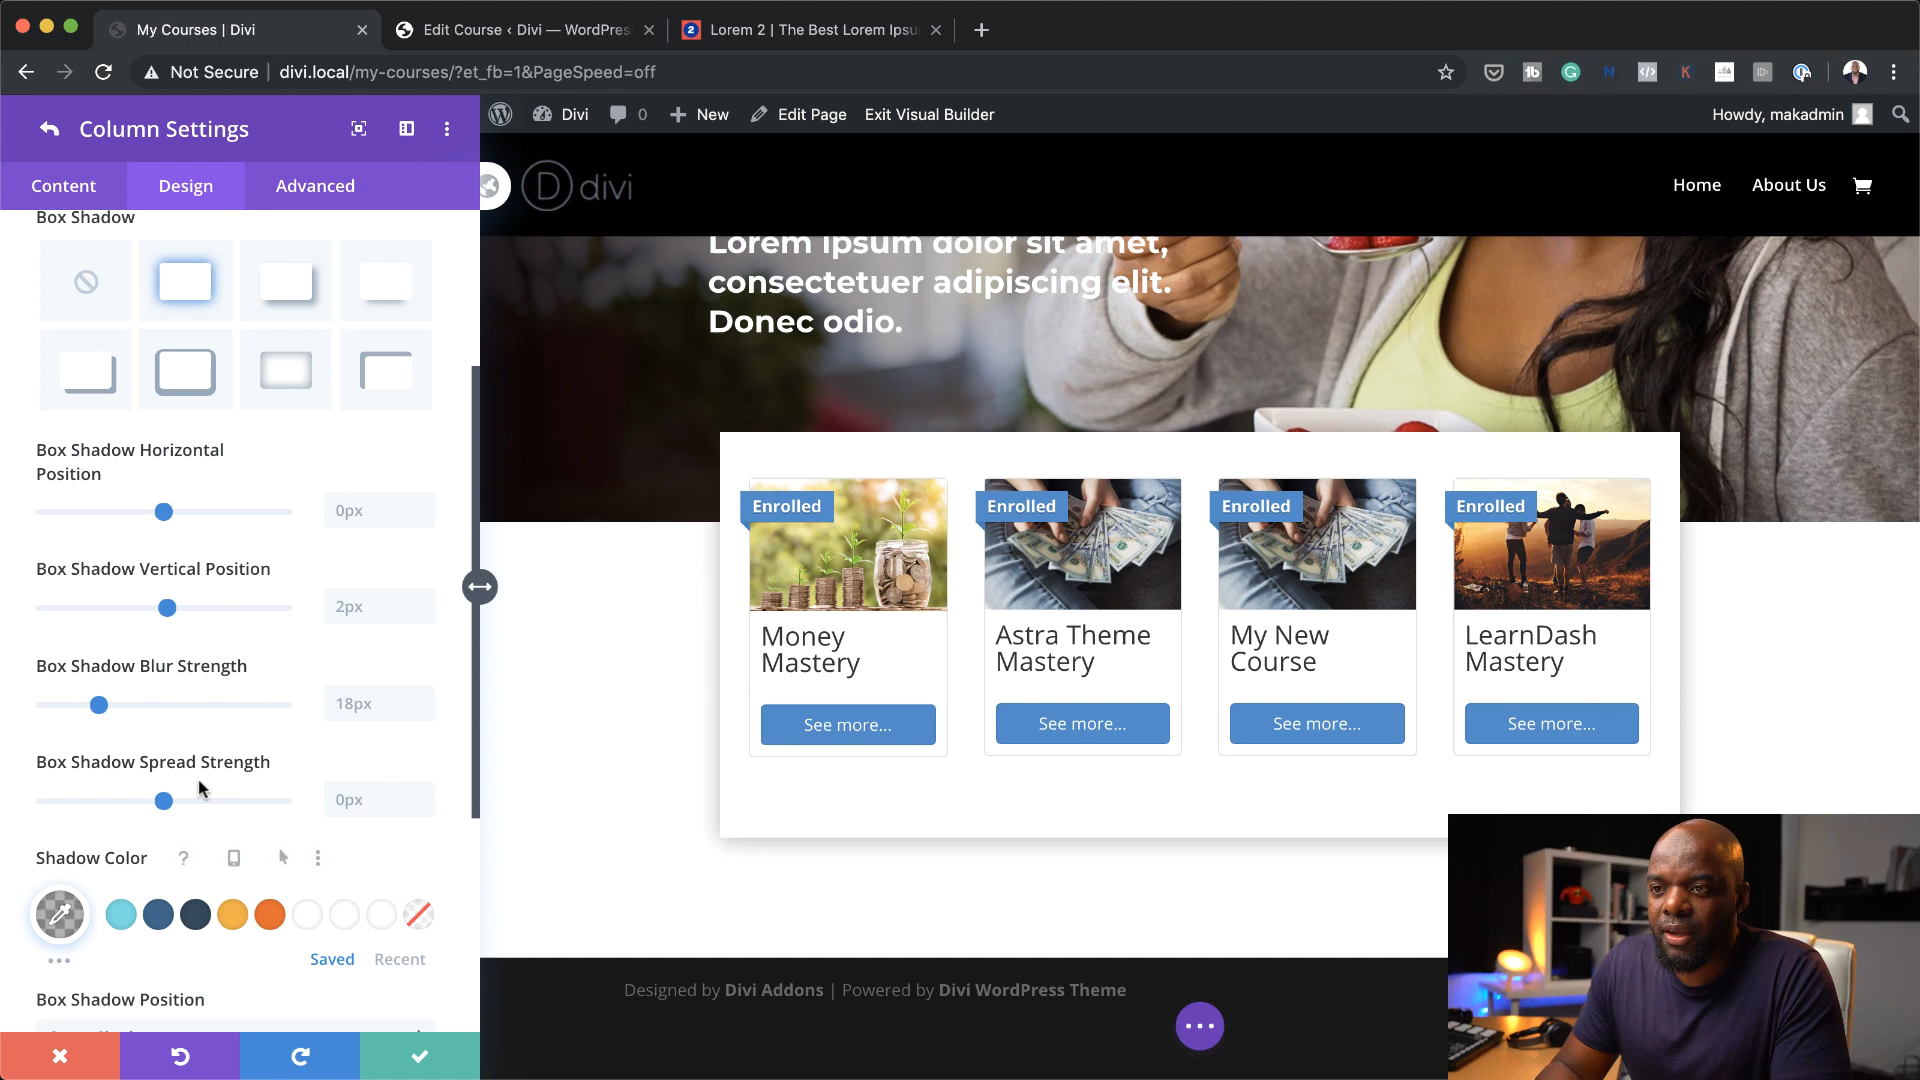 My Courses | Divi
Edit Course ‹ Divi — WordPres
2 Lorem 2 | The Best Lorem Ipsu
Not Secure | divi.local/my-courses/?et_fb=1&PageSpeed=off
Column Settings
Divi 0 New Edit Page Exit Visual Builder Howdy, makadmin
Content Design Advanced
D divi Home About Us
Box Shadow
Lorem ipsum dolor sit amet,
consectetuer adipiscing elit.
Donec odio.
Box Shadow Horizontal
Position
0px
Box Shadow Vertical Position
2px
Box Shadow Blur Strength
18px
Box Shadow Spread Strength
0px
Shadow Color ?
Saved Recent
Box Shadow Position
Enrolled
Money
Mastery
See more...
Enrolled
Astra Theme
Mastery
See more...
Enrolled
My New
Course
See more...
Enrolled
LearnDash
Mastery
See more...
Designed by Divi Addons | Powered by Divi WordPress Theme